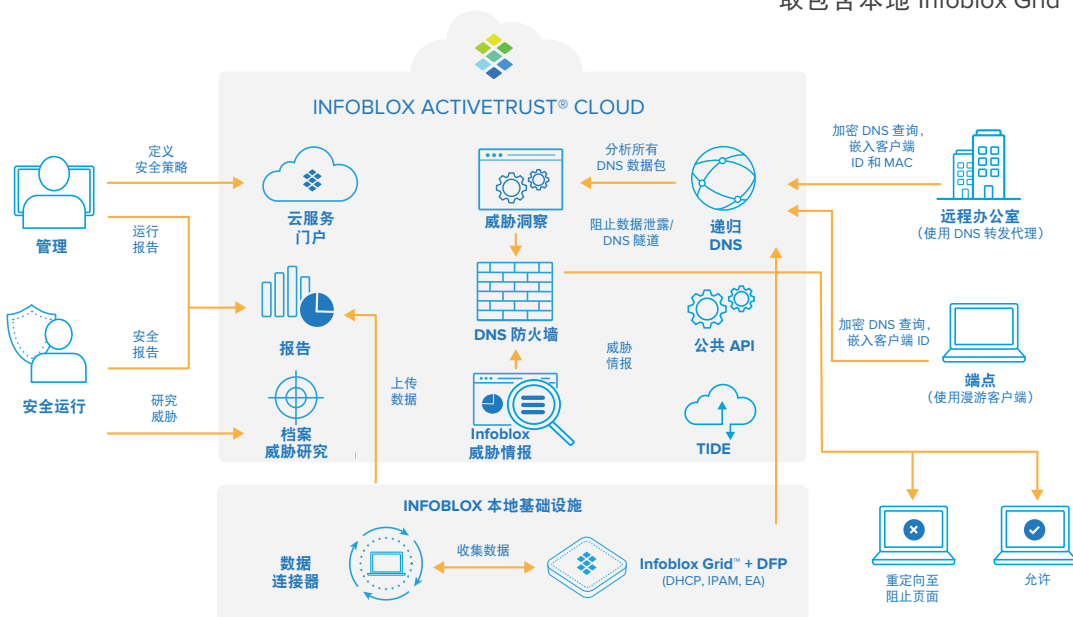 取包含本地 Infoblox Grid
INFOBLOX ACTIVETRUST® CLOUD
定义
安全策略
管理
运行
报告
安全
报告
安全运行
研究
威胁
云服务
门户
报告
档案
威胁研究
上传
数据
威胁洞察
分析所有
DNS 数据包
阻止数据泄露/
DNS 隧道
递归
DNS
DNS 防火墙
威胁
情报
公共 API
Infoblox
威胁情报
TIDE
加密 DNS 查询，
嵌入客户端
ID 和 MAC
远程办公室
（使用 DNS 转发代理）
加密 DNS 查询，
嵌入客户端 ID
端点
（使用漫游客户端）
INFOBLOX 本地基础设施
数据
连接器
收集数据
Infoblox Grid™ + DFP
(DHCP, IPAM, EA)
重定向至
阻止页面
允许